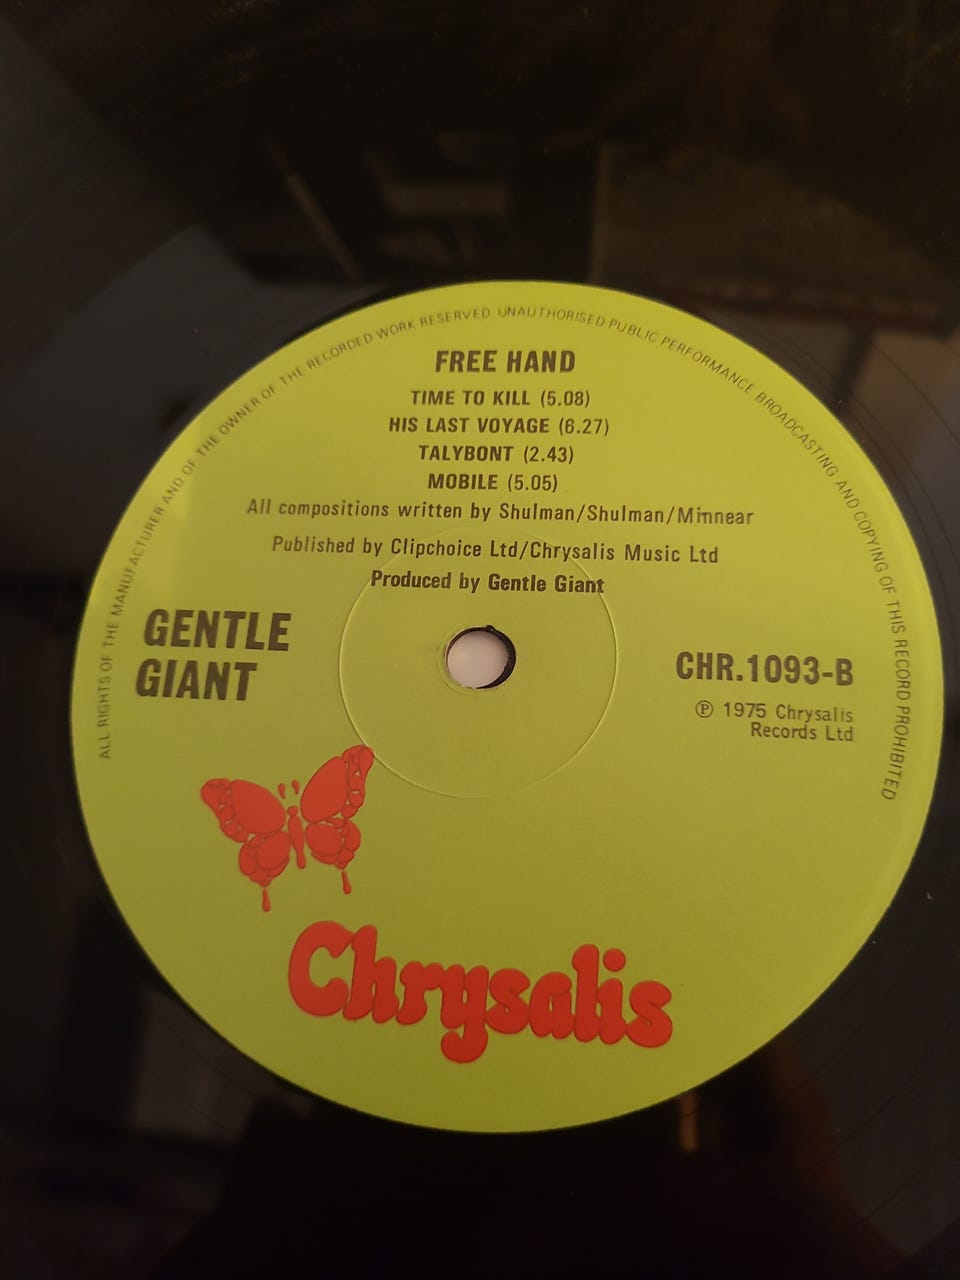 ALL RIGHTS OF THE MANUFACTURER AND OF THE OWNER OF THE RECORDED WORK RESERVED UNAUTHORISED PUBLIC PERFORMANCE BROADCASTING AND COPYING OF THIS RECORD PROHIBITED
FREE HAND
TIME TO KILL (5.08)
HIS LAST VOYAGE (6.27)
TALYBONT (2.43)
MOBILE (5.05)
All compositions written by Shulman/Shulman/Minnear
Published by Clipchoice Ltd/Chrysalis Music Ltd
Produced by Gentle Giant
GENTLE
GIANT
CHR.1093-B
℗ 1975 Chrysalis
Records Ltd
Chrysalis